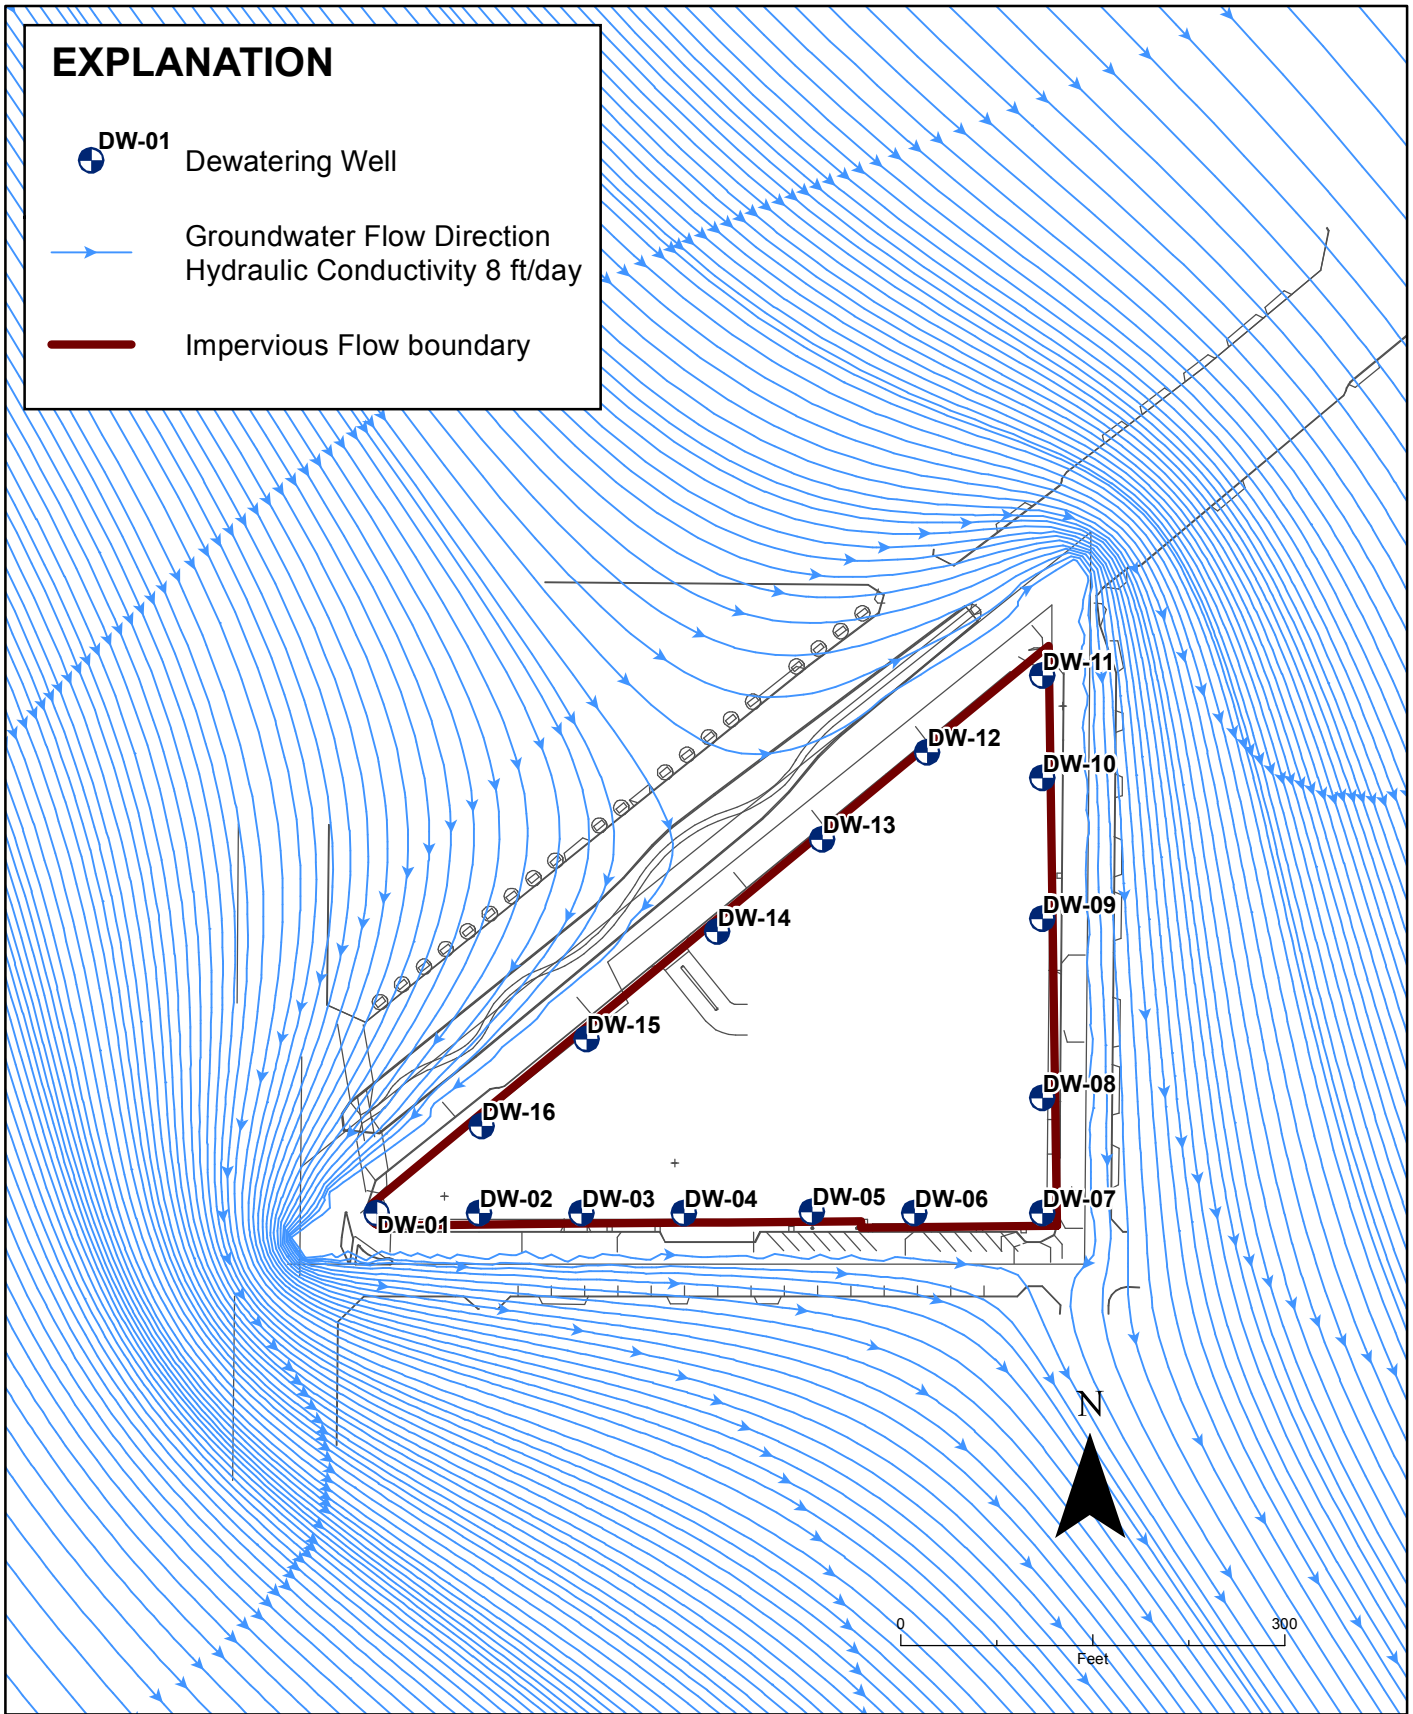 EXPLANATION
DW-01
Dewatering Well
Groundwater Flow Direction
Hydraulic Conductivity 8 ft/day
Impervious Flow boundary
DW-11
DW-12
DW-10
DW-13
DW-09
DW-14
DW-15
DW-08
DW-16
DW-02
DW-03
DW-04
DW-05
DW-06
DW-07
DW-01
N
0
300
Feet